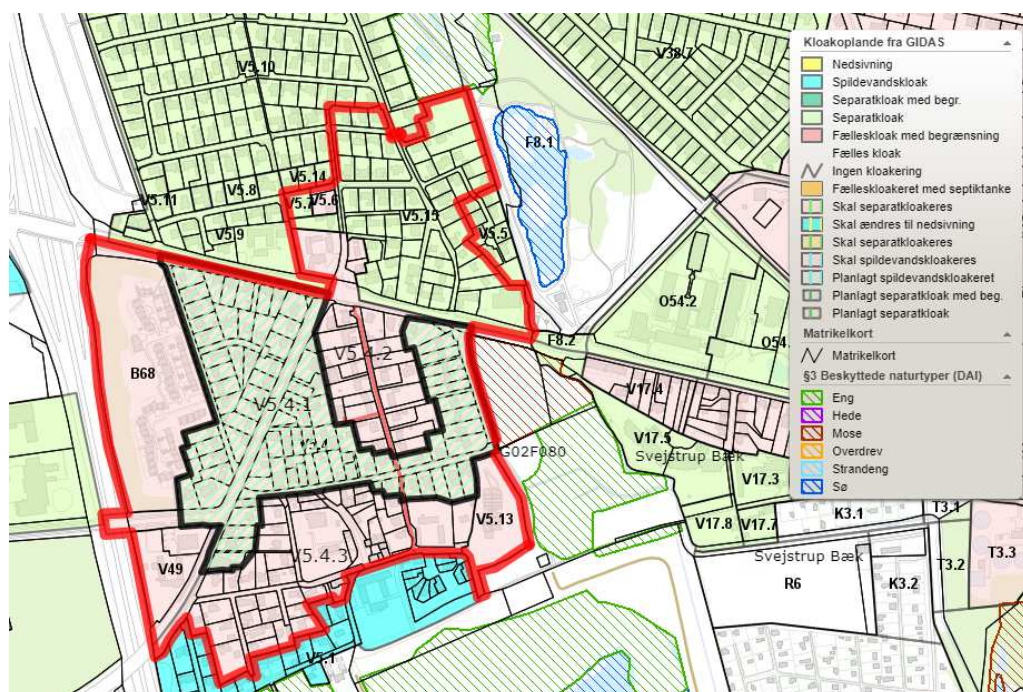 Kloakoplande fra GIDAS
Nedsivning
Spildevandskloak
Separatkloak med begr.
Separatkloak
Fælleskloak med begrænsning
Fælles kloak
Ingen kloakering
Fælleskloakeret med septiktanke
Skal separatkloakeres
Skal ændres til nedsivning
Skal separatkloakeres
Skal spildevandskloakeres
Planlagt spildevandskloakeret
Planlagt separatkloak med beg.
Planlagt separatkloak
Matrikelkort
Matrikelkort
§3 Beskyttede naturtyper (DAI)
Eng
Hede
Mose
Overdrev
Strandeng
Sø
V38.7
V5.10
F8.1
V5.14
V5.11
V5.8
V5.7
V5.6
V5.15
V5.9
V5.5
O54.2
F8.2
O54.
B68
V5.4.2
V17.4
V5.4.1
V17.5
G02F080
Svejstrup Bæk
V17.3
V5.13
V17.8
V17.7
K3.1
T3.1
V5.4.3
V49
Svejstrup Bæk
T3.3
T3.2
R6
K3.2
V5.1